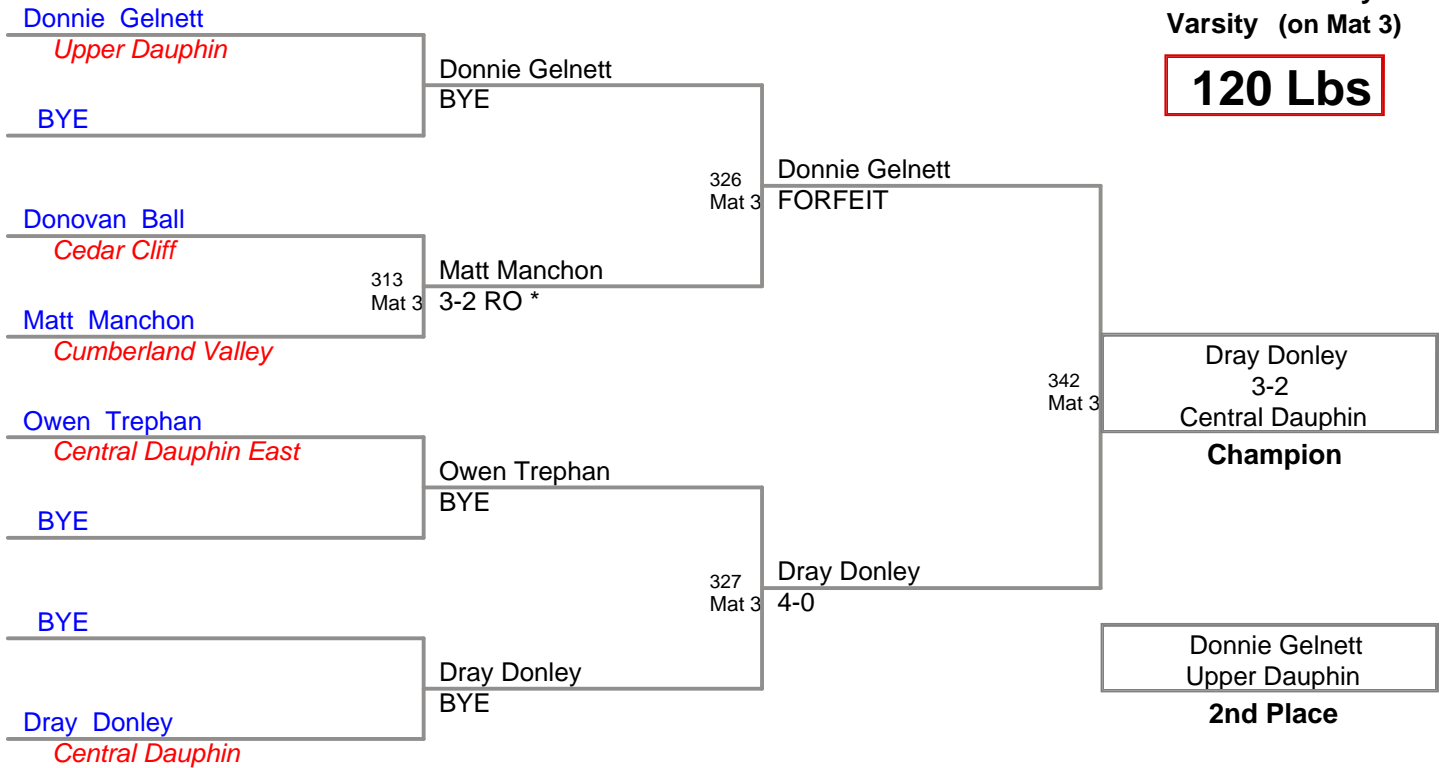 Varsity (on Mat 3)
120 Lbs
Donnie Gelnett
Upper Dauphin
BYE
Donovan Ball
Cedar Cliff
Matt Manchon
Cumberland Valley
Owen Trephan
Central Dauphin East
BYE
BYE
Dray Donley
Central Dauphin
Donnie Gelnett
BYE
313
Mat 3
Matt Manchon
3-2 RO *
Owen Trephan
BYE
Dray Donley
BYE
326
Mat 3
Donnie Gelnett
FORFEIT
327
Mat 3
Dray Donley
4-0
342
Mat 3
Dray Donley
3-2
Central Dauphin
Champion
Donnie Gelnett
Upper Dauphin
2nd Place